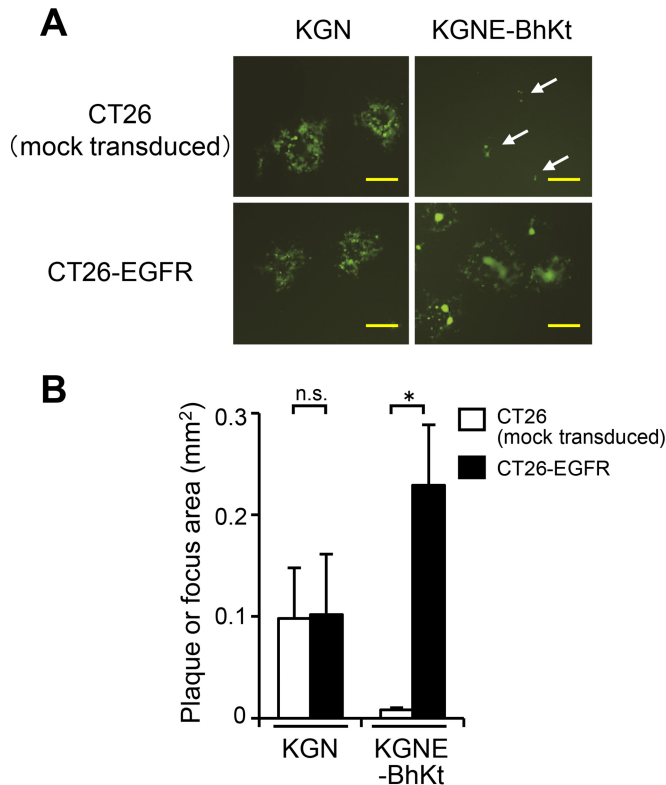 A
KGN
KGNE-BhKt
CT26
(mock transduced)
CT26-EGFR
B
Plaque or focus area (mm²)
0.3
0.2
0.1
0
n.s.
*
CT26
(mock transduced)
CT26-EGFR
KGN
KGNE
-BhKt